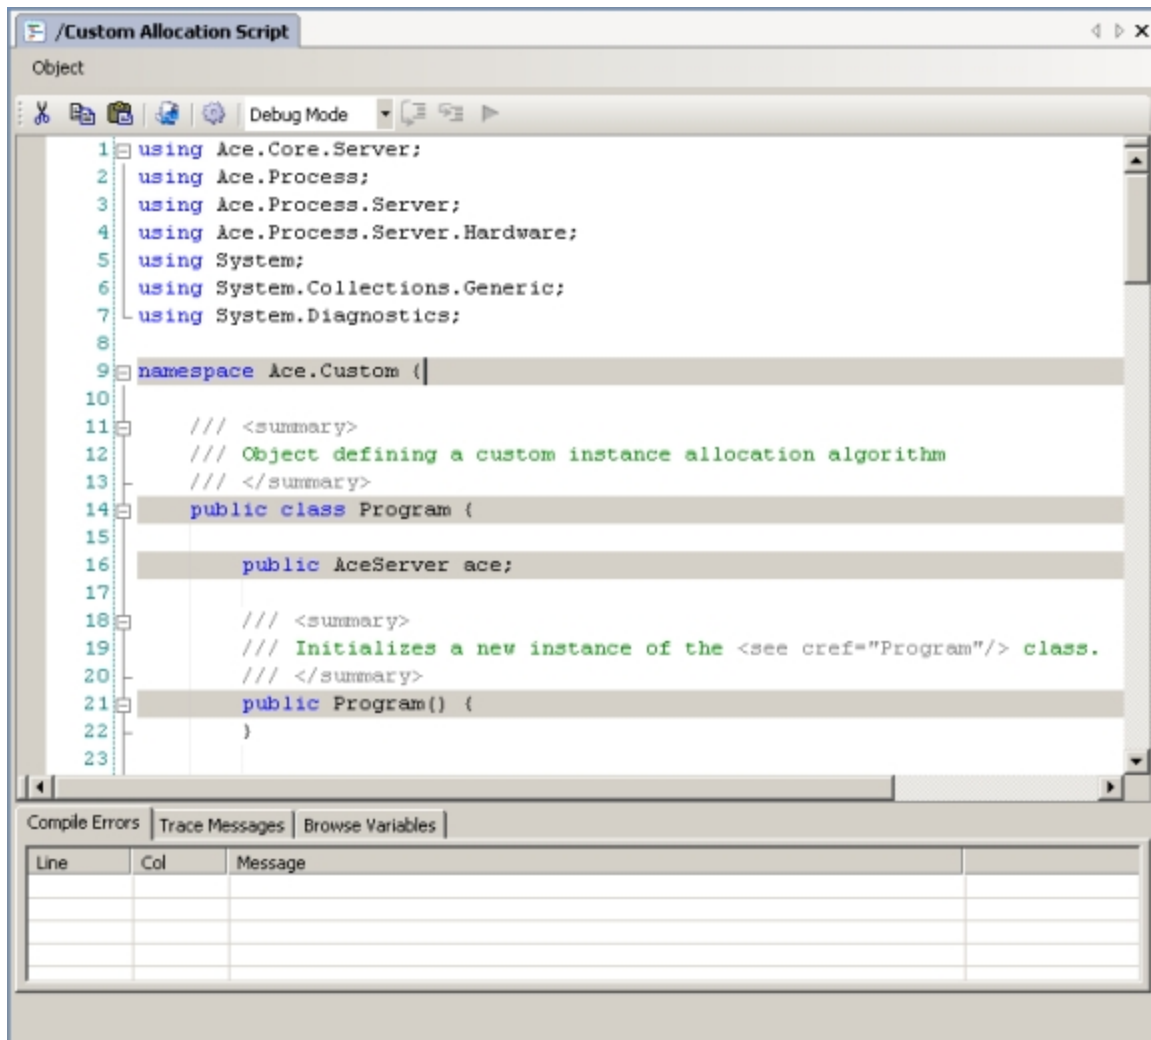 /Custom Allocation Script
Object
Debug Mode
1 using Ace.Core.Server;
2 using Ace.Process;
3 using Ace.Process.Server;
4 using Ace.Process.Server.Hardware;
5 using System;
6 using System.Collections.Generic;
7 using System.Diagnostics;
8
9 namespace Ace.Custom {
10
11 /// <summary>
12 /// Object defining a custom instance allocation algorithm
13 /// </summary>
14 public class Program {
15
16 public AceServer ace;
17
18 /// <summary>
19 /// Initializes a new instance of the <see cref="Program"/> class.
20 /// </summary>
21 public Program() {
22 }
23
Compile Errors Trace Messages Browse Variables
Line Col Message